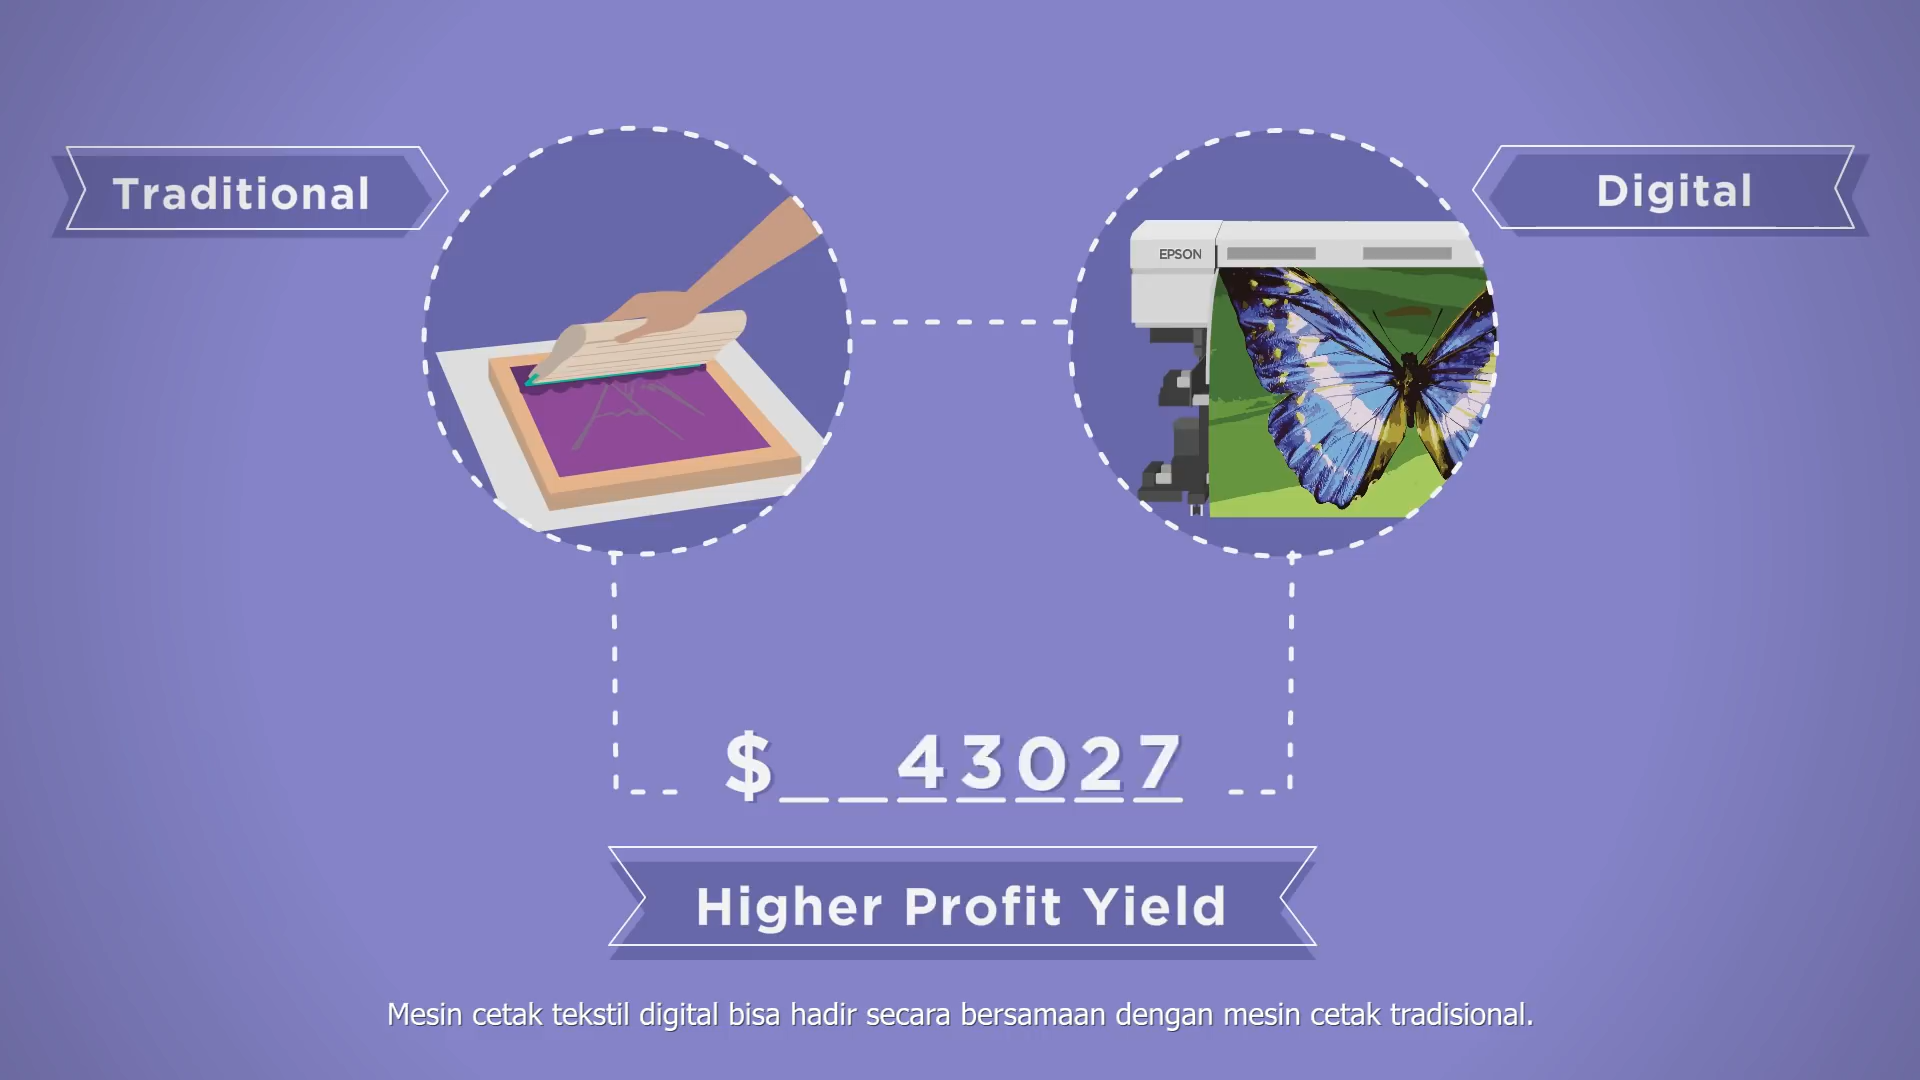 Traditional
Digital
EPSON
$__43027
Higher Profit Yield
Mesin cetak tekstil digital bisa hadir secara bersamaan dengan mesin cetak tradisional.